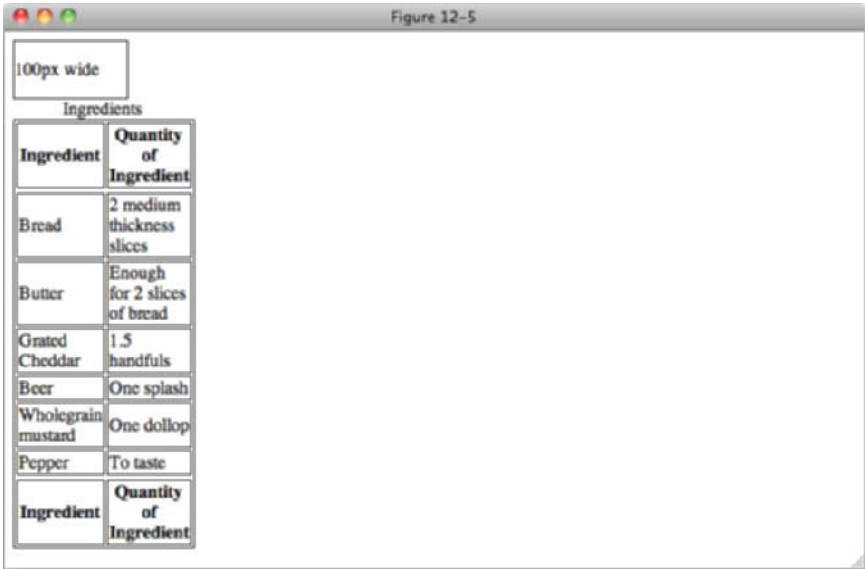 Figure 12–5
100px wide
Ingredients
Ingredient
Quantity
of
Ingredient
Bread
2 medium
thickness
slices
Butter
Enough
for 2 slices
of bread
Grated
Cheddar
1.5
handfuls
Beer
One splash
Wholegrain
mustard
One dollop
Pepper
To taste
Ingredient
Quantity
of
Ingredient